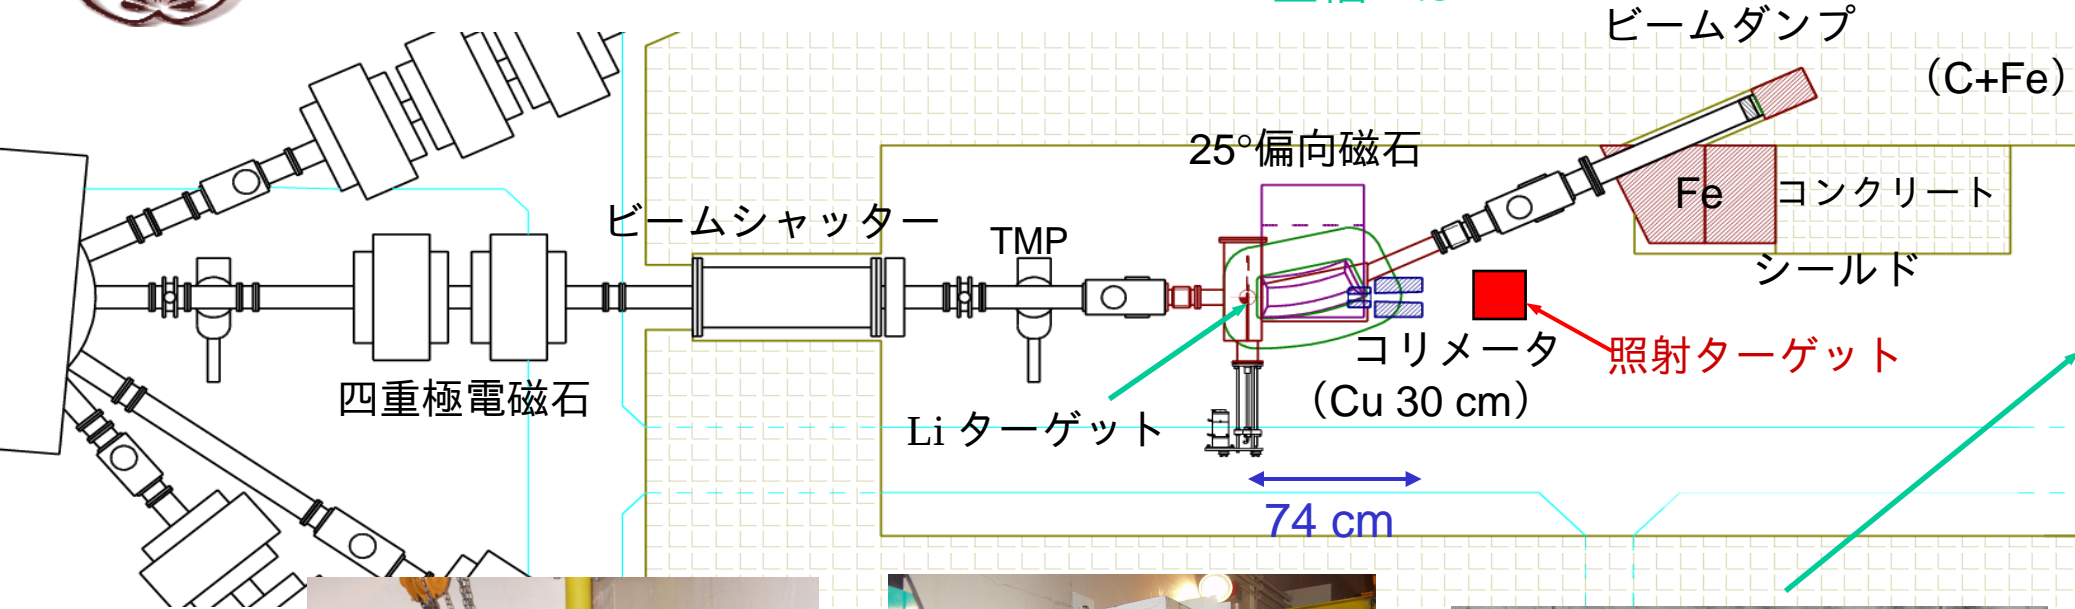 ビームダンプ
（C+Fe）
25°偏向磁石
Fe
コンクリート
シールド
ビームシャッター
TMP
コリメータ
（Cu 30 cm）
照射ターゲット
四重極電磁石
Li ターゲット
74 cm